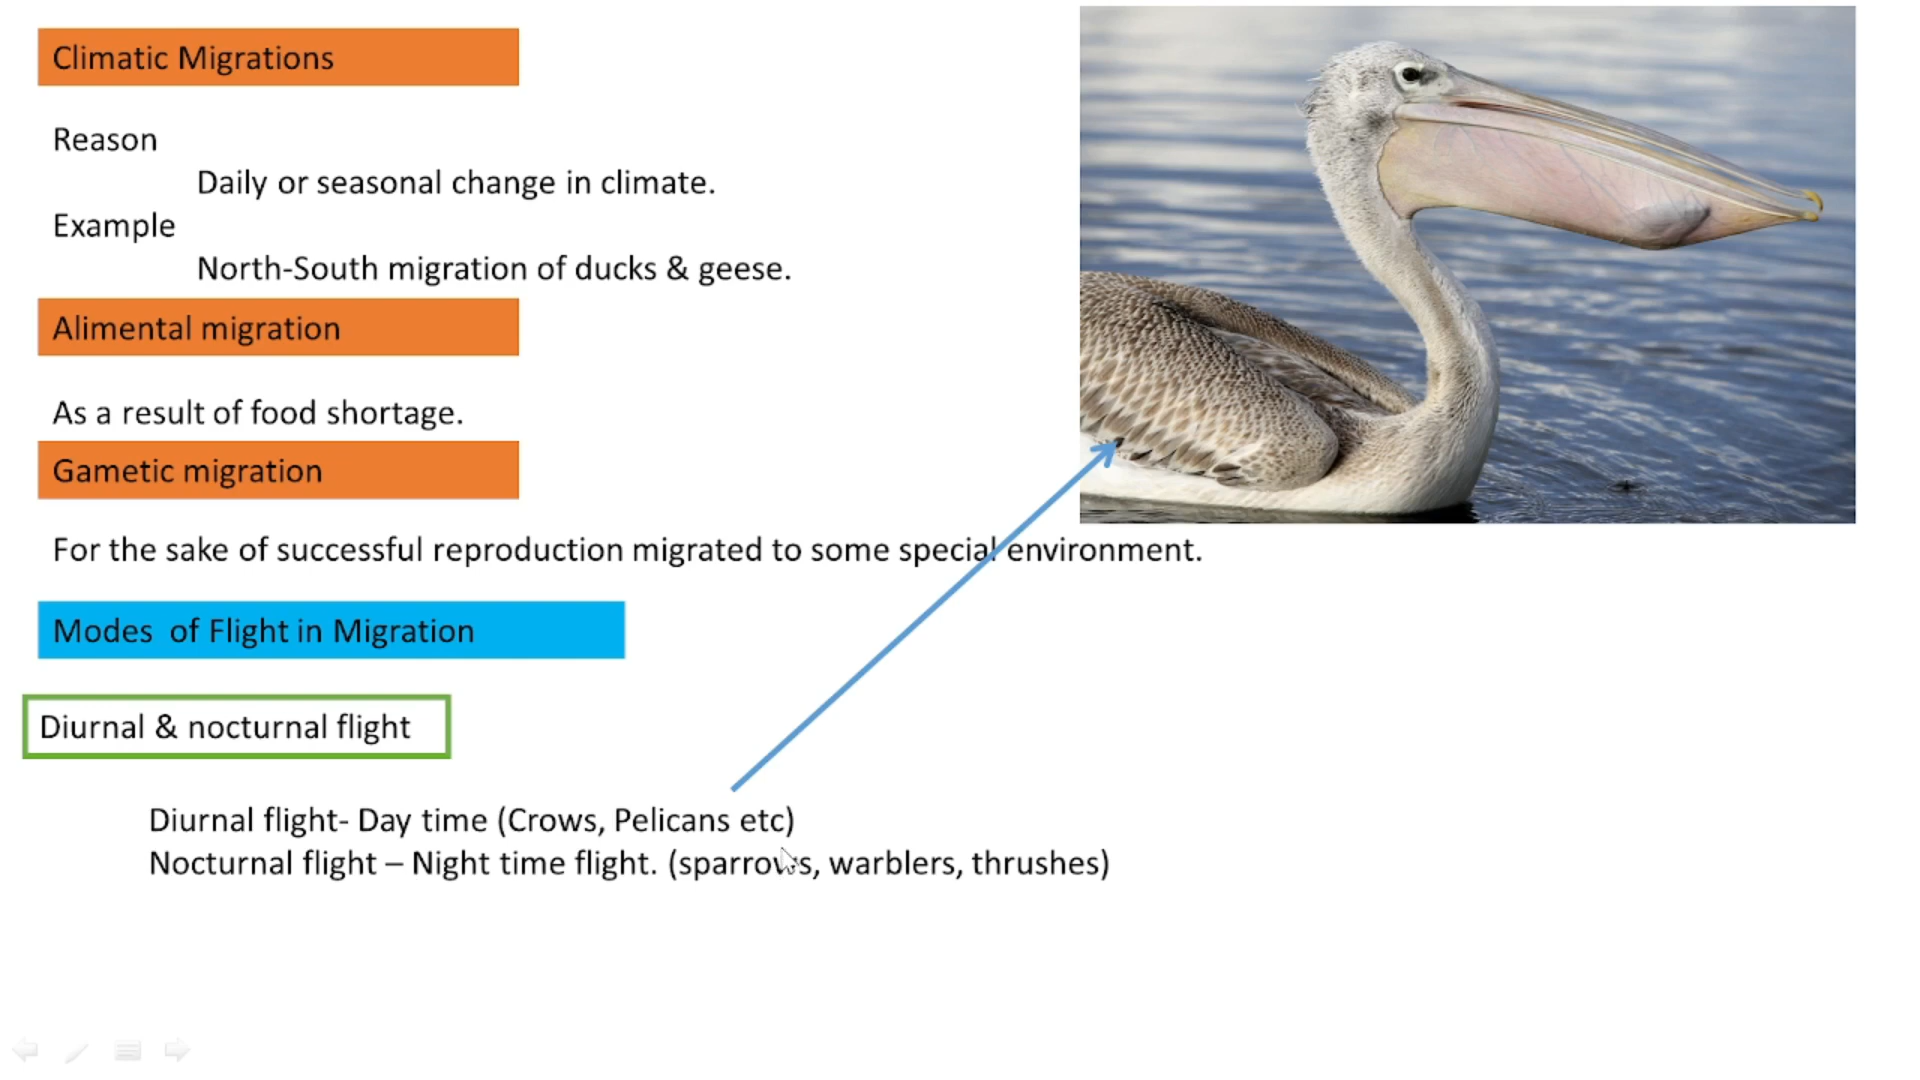 Climatic Migrations
Reason
Daily or seasonal change in climate.
Example
North-South migration of ducks & geese.
Alimental migration
As a result of food shortage.
Gametic migration
For the sake of successful reproduction migrated to some special environment.
Modes of Flight in Migration
Diurnal & nocturnal flight
Diurnal flight- Day time (Crows, Pelicans etc)
Nocturnal flight – Night time flight. (sparrows, warblers, thrushes)